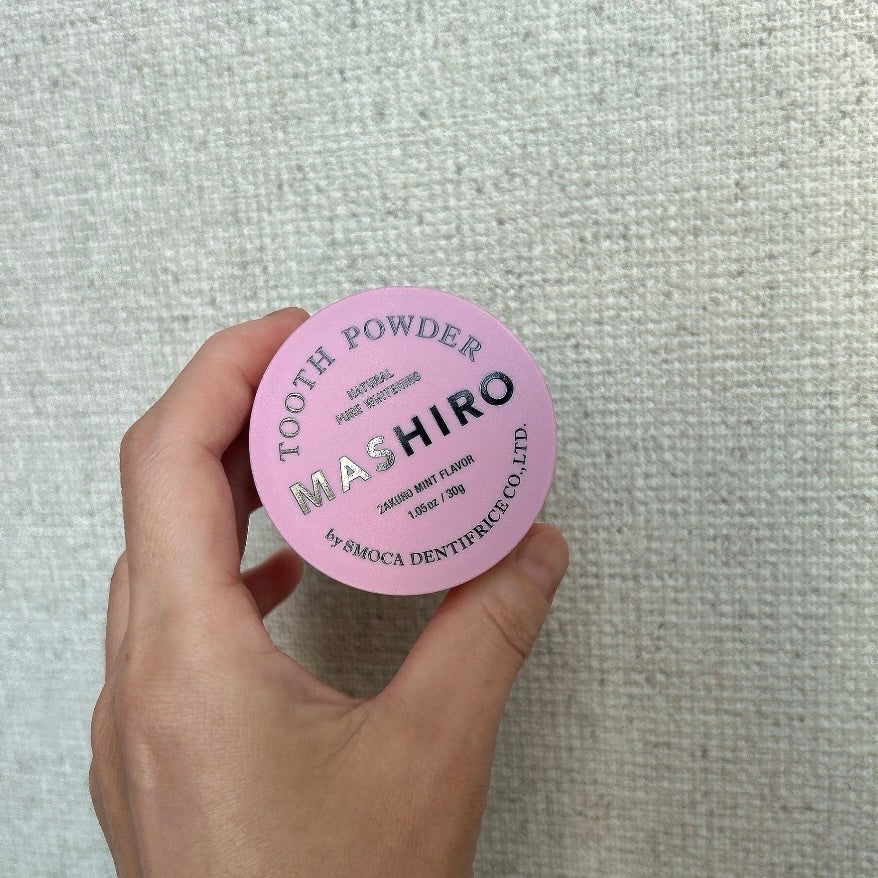 TOOTH POWDER
NATURAL
PURE WHITENING
MASHIRO
ZAKURO MINT FLAVOR
1.05oz / 30g
by SMOCA DENTIFRICE CO.,LTD.